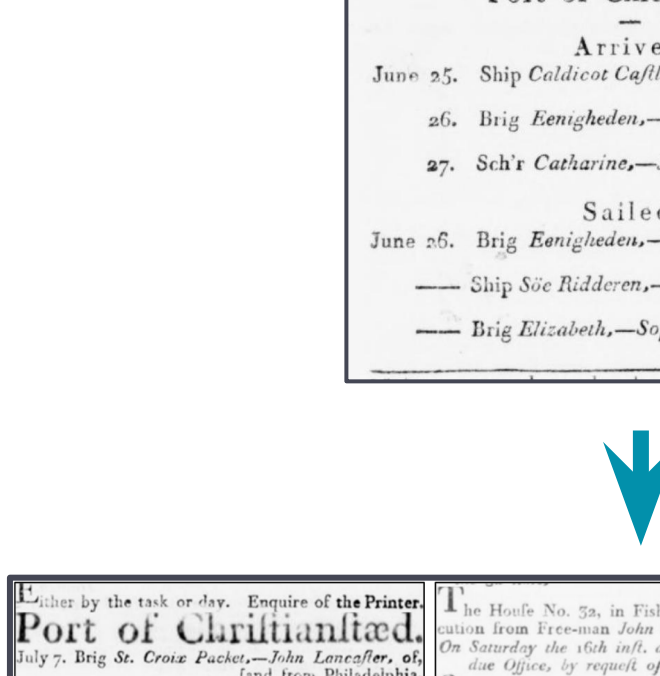 Arrive
June 25. Ship Caldicot Caſtl
26. Brig Eenigheden,—
27. Sch'r Catharine,—
Sailed
June 26. Brig Eenigheden,—
—— Ship Söe Ridderen,—
—— Brig Elizabeth,—So
Either by the task or day. Enquire of the Printer.
Port of Chriſtianſtæd.
July 7. Brig St. Croix Packet,—John Lancaſter, of,
[and from Philadelphia.
The Houſe No. 32, in Fish
cution from Free-man John
On Saturday the 16th inſt. a
due Office, by requeſt of